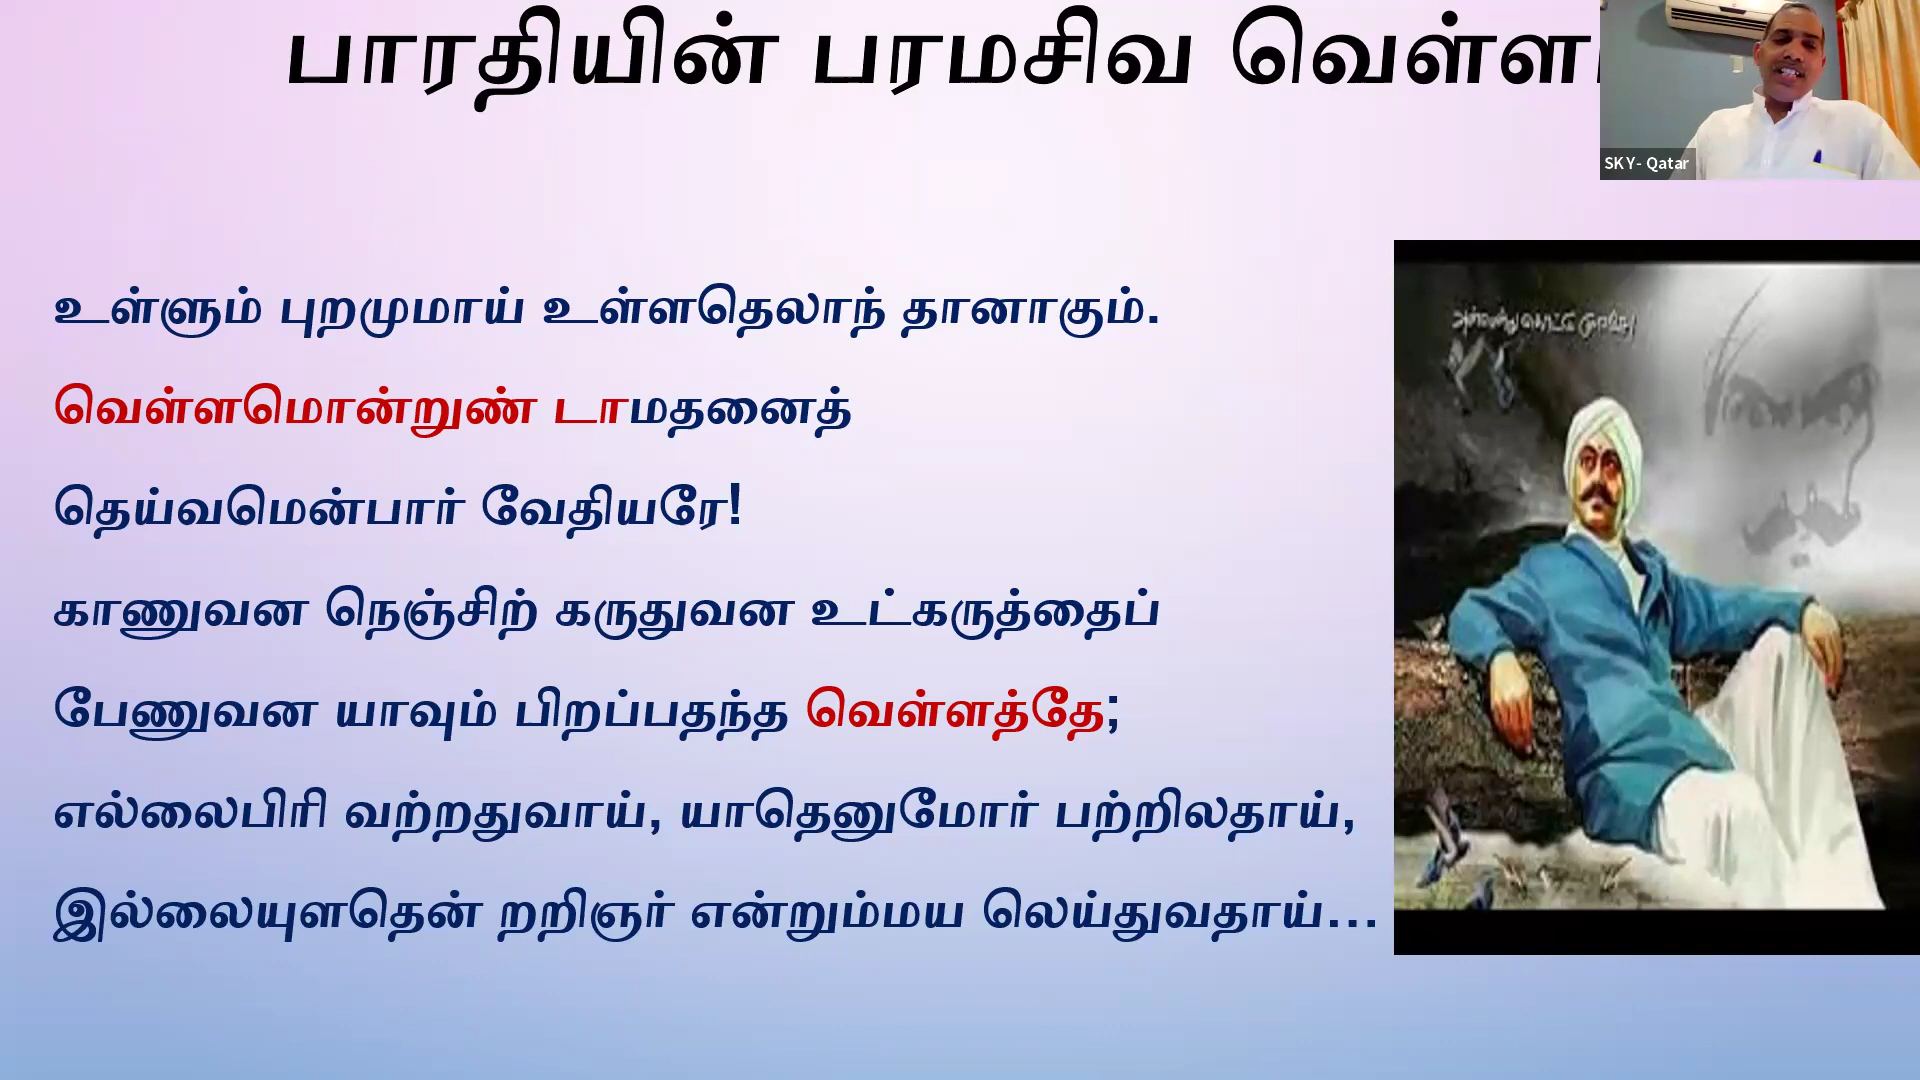 பாரதியின் பரமசிவ
SKY- Qatar
உள்ளும் புறமுமாய் உள்ளதெலாந் தானாகும்.
வெள்ளமொன்றுண் டாமதனைத்
தெய்வமென்பார் வேதியரே!
காணுவன நெஞ்சிற் கருதுவன உட்கருத்தைப்
பேணுவன யாவும் பிறப்பதந்த வெள்ளத்தே;
எல்லைபிரி வற்றதுவாய், யாதெனுமோர் பற்றிலதாய்,
இல்லையுளதென் றறிஞர் என்றும்மய லெய்துவதாய்...